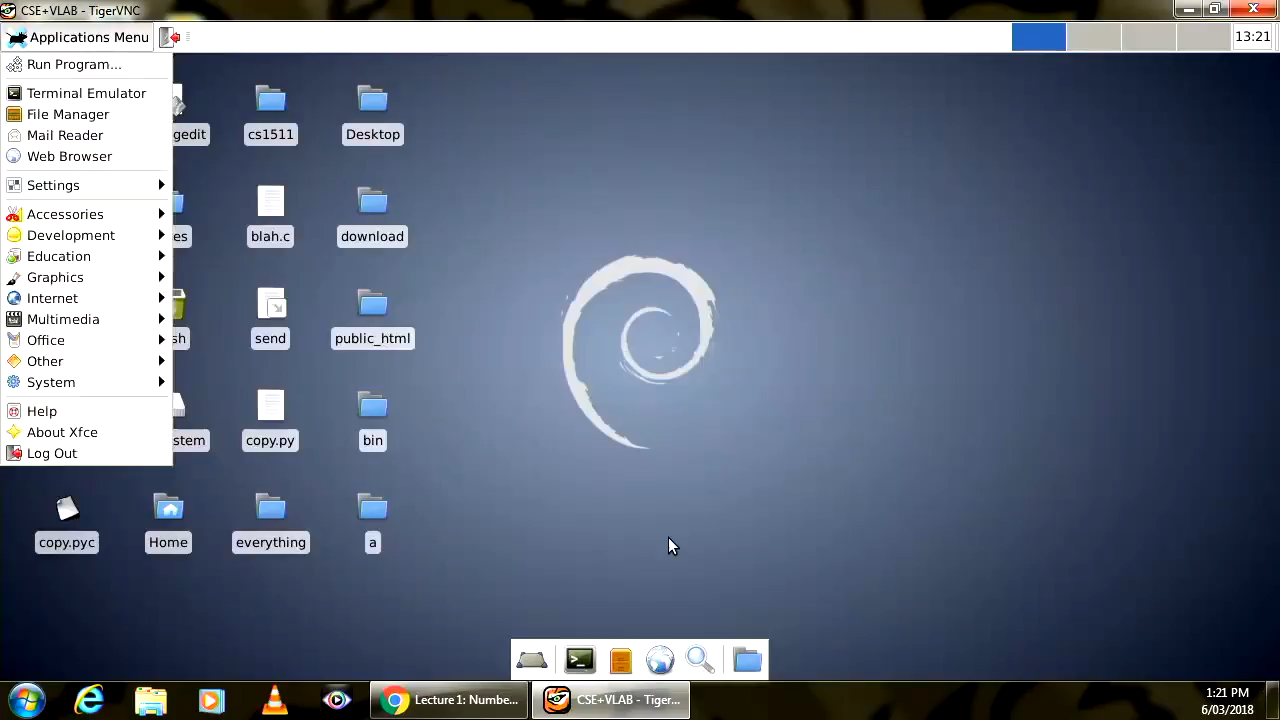 CSE+VLAB - TigerVNC
Applications Menu
13:21
Run Program...
Terminal Emulator
File Manager
Mail Reader
Web Browser
Settings
Accessories
Development
Education
Graphics
Internet
Multimedia
Office
Other
System
Help
About Xfce
Log Out
gedit
cs1511
Desktop
es
blah.c
download
sh
send
public_html
stem
copy.py
bin
copy.pyc
Home
everything
a
Lecture 1: Numbe...
CSE+VLAB - Tiger...
1:21 PM
6/03/2018